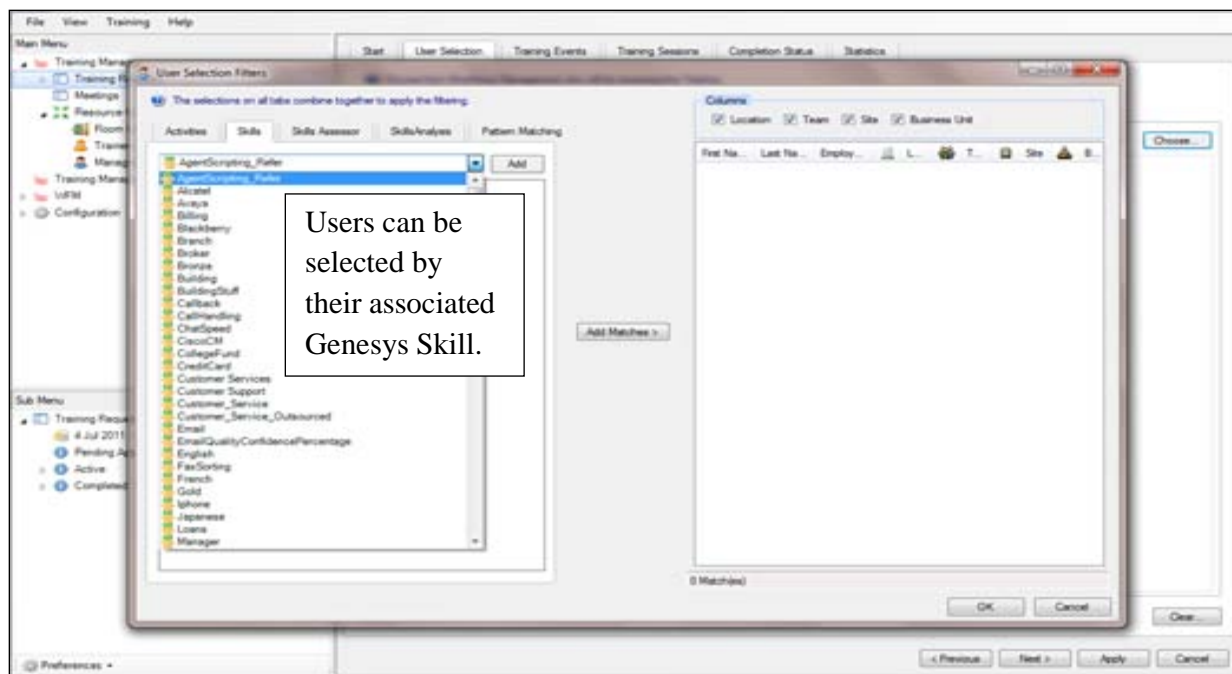 File View Training Help
Main Menu
Training Mana
Training R
Meetings
Resource
Room
Traine
Manag
Training Mana
WFM
Configuration
Sub Menu
Training Reque
4 Jul 2011
Pending Ap
Active
Completed
Preferences
Start User Selection Training Events Training Sessions Completion Status Statistics
Choose...
User Selection Filters
The selections on all tabs combine together to apply the filtering.
Activities Skills Skills Assessor SkillsAnalyses Pattern Matching
AgentScripting_Refer Add
AgentScripting_Refer
Alcatel
Avaya
Billing
Blackberry
Branch
Broker
Bronze
Building
BuildingStuff
Callback
CallHandling
ChatSpeed
CiscoCM
CollegeFund
CreditCard
Customer Services
Customer Support
Customer_Service
Customer_Service_Outsourced
Email
EmailQualityConfidencePercentage
English
FaxSorting
French
Gold
Iphone
Japanese
Loans
Manager
Users can be
selected by
their associated
Genesys Skill.
Add Matches >
Columns
Location Team Site Business Unit
First Na... Last Na... Employ... L... T... Site B...
0 Match(es)
OK Cancel
Clear...
< Previous Next > Apply Cancel